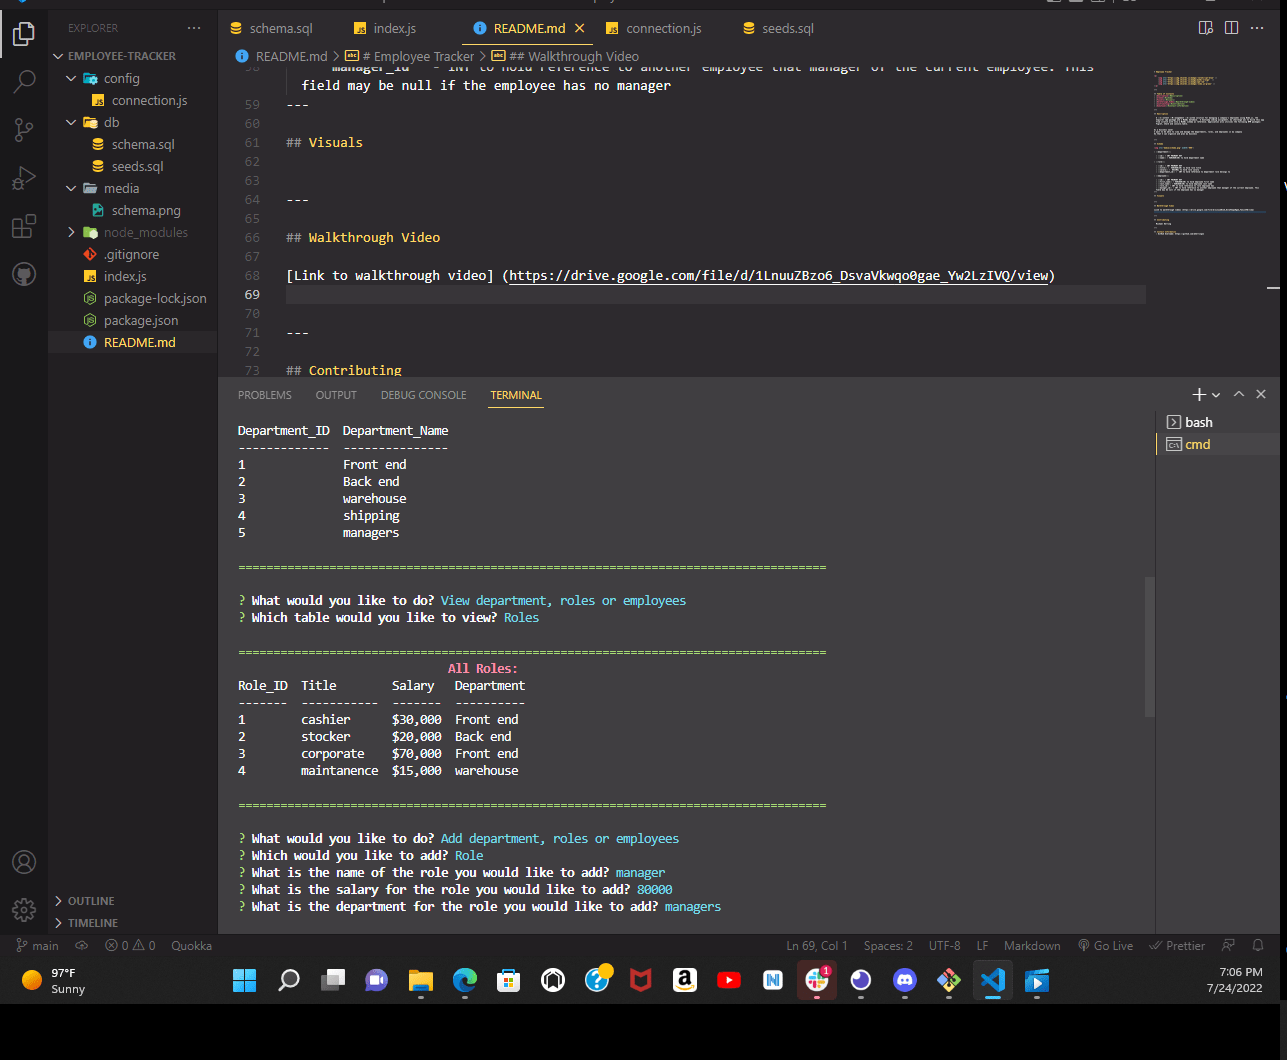 EXPLORER
schema.sql
index.js
README.md
connection.js
seeds.sql
EMPLOYEE-TRACKER
README.md > # Employee Tracker > ## Walkthrough Video
config
connection.js
db
schema.sql
seeds.sql
media
schema.png
node_modules
.gitignore
index.js
package-lock.json
package.json
README.md
OUTLINE
TIMELINE
58 manager_id - INT to hold reference to another employee that manager of the current employee. This
field may be null if the employee has no manager
59 ---
60
61 ## Visuals
62
63
64 ---
65
66 ## Walkthrough Video
67
68 [Link to walkthrough video] (https://drive.google.com/file/d/1LnuuZBzo6_DsvaVkwqo0gae_Yw2LzIVQ/view)
69
70
71 ---
72
73 ## Contributing
PROBLEMS OUTPUT DEBUG CONSOLE TERMINAL
bash
cmd
Department_ID Department_Name
------------- ---------------
1 Front end
2 Back end
3 warehouse
4 shipping
5 managers
====================================================================================
? What would you like to do? View department, roles or employees
? Which table would you like to view? Roles
====================================================================================
All Roles:
Role_ID Title Salary Department
------- ----------- ------- ----------
1 cashier $30,000 Front end
2 stocker $20,000 Back end
3 corporate $70,000 Front end
4 maintanence $15,000 warehouse
====================================================================================
? What would you like to do? Add department, roles or employees
? Which would you like to add? Role
? What is the name of the role you would like to add? manager
? What is the salary for the role you would like to add? 80000
? What is the department for the role you would like to add? managers
main 0 0 Quokka Ln 69, Col 1 Spaces: 2 UTF-8 LF Markdown Go Live Prettier
97°F
Sunny
1
7:06 PM
7/24/2022